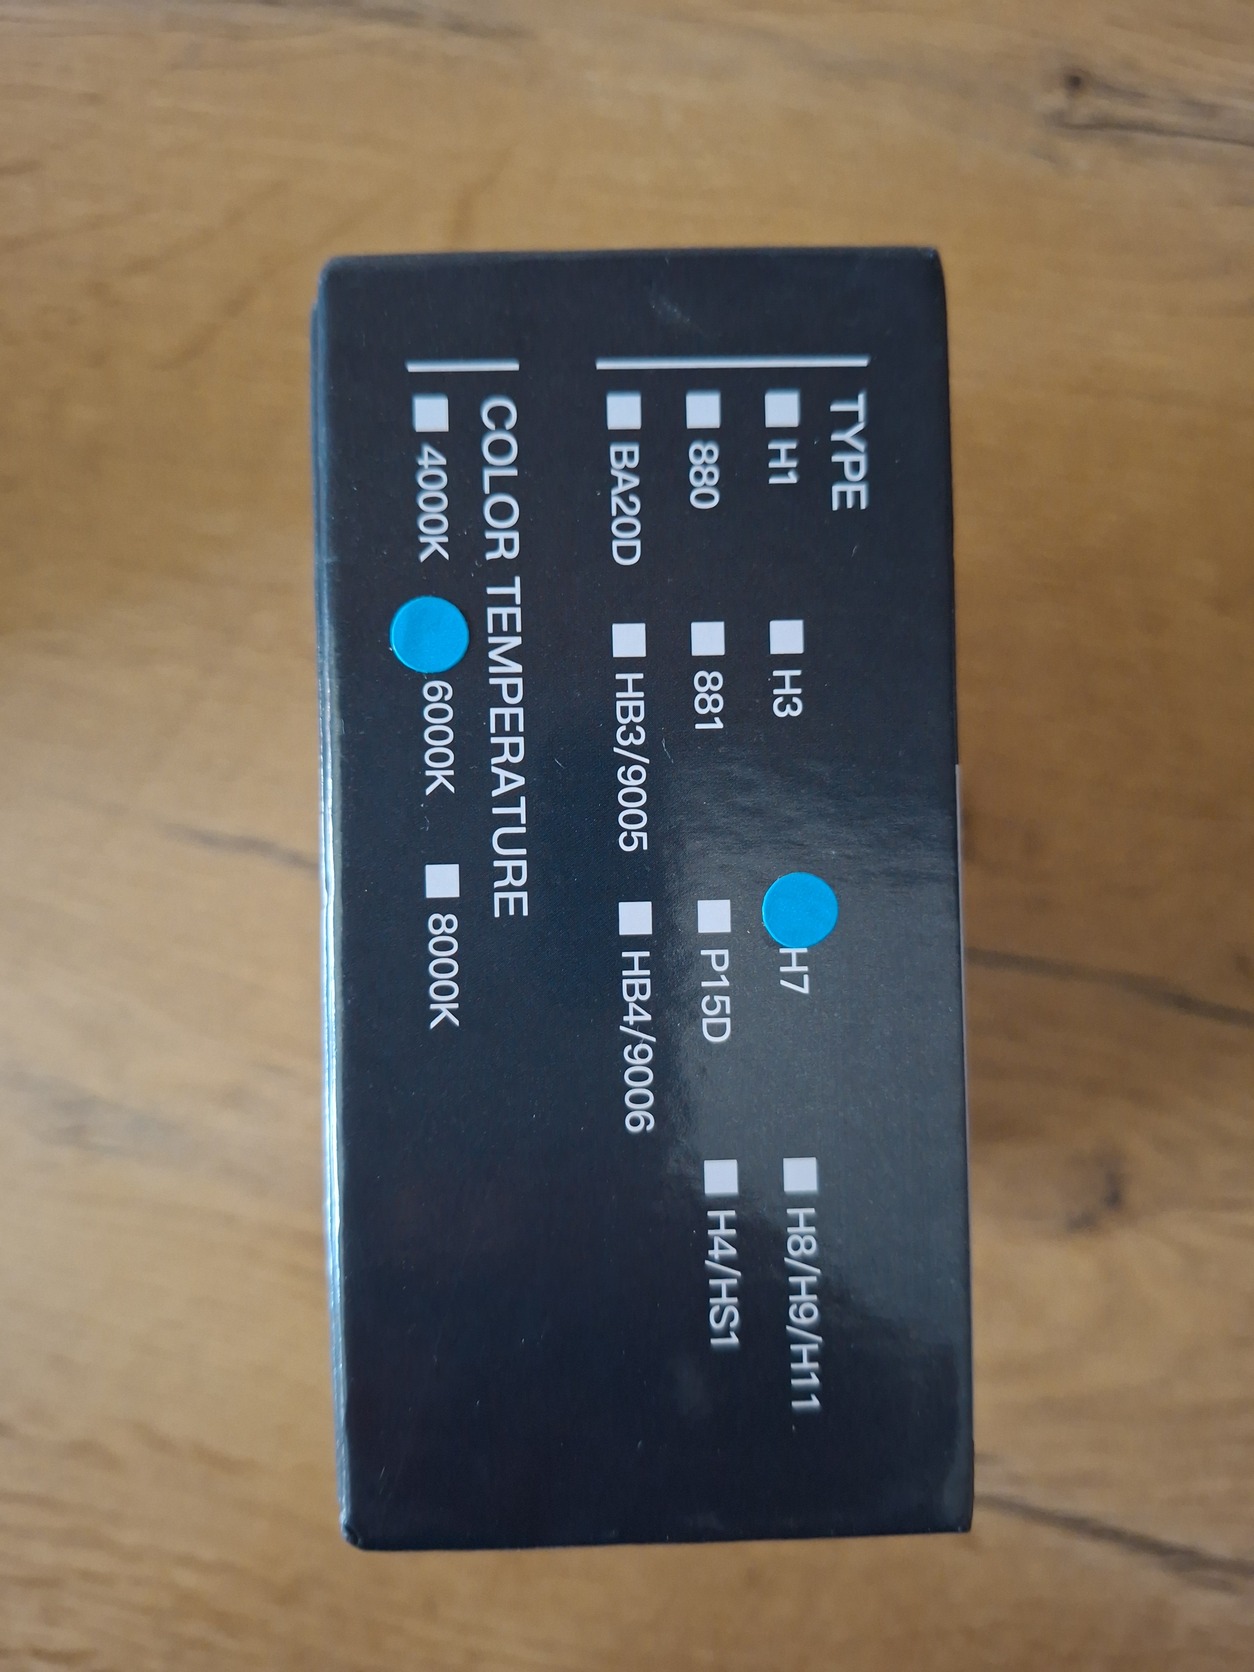 TYPE
H1 H3 H7 H8/H9/H11
880 881 P15D H4/HS1
BA20D HB3/9005 HB4/9006
COLOR TEMPERATURE
4000K 6000K 8000K